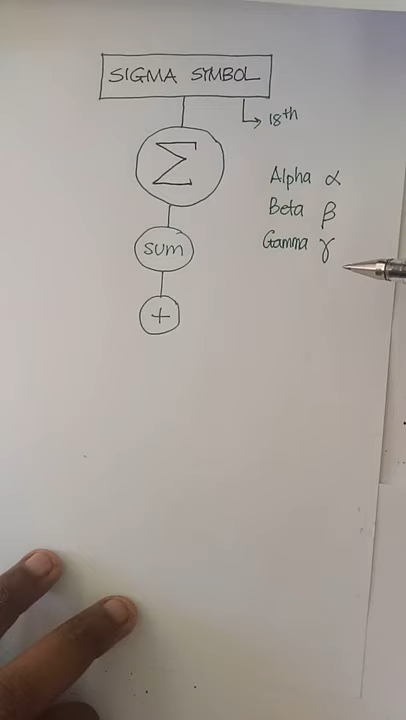 SIGMA SYMBOL
18th
Σ
Alpha α
Beta β
Gamma γ
sum
+